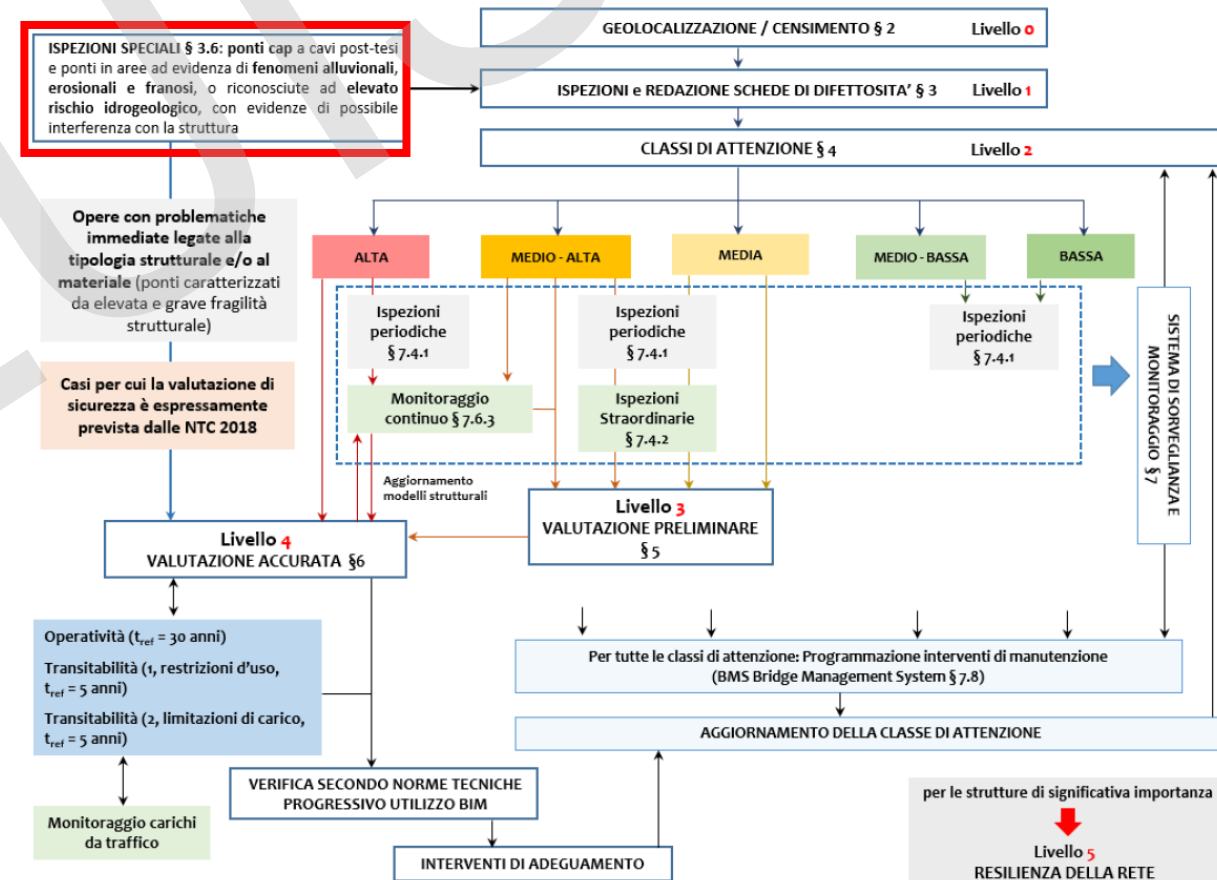 GEOLOCALIZZAZIONE / CENSIMENTO § 2 Livello 0
ISPEZIONI SPECIALI § 3.6: ponti cap a cavi post-tesi
e ponti in aree ad evidenza di fenomeni alluvionali,
erosionali e franosi, o riconosciute ad elevato
rischio idrogeologico, con evidenze di possibile
interferenza con la struttura
ISPEZIONI e REDAZIONE SCHEDE DI DIFETTOSITA’ § 3 Livello 1
CLASSI DI ATTENZIONE § 4 Livello 2
Opere con problematiche
immediate legate alla
tipologia strutturale e/o al
materiale (ponti caratterizzati
da elevata e grave fragilità
strutturale)
ALTA
MEDIO - ALTA
MEDIA
MEDIO - BASSA
BASSA
Ispezioni
periodiche
§ 7.4.1
Ispezioni
periodiche
§ 7.4.1
Ispezioni
periodiche
§ 7.4.1
Casi per cui la valutazione di
sicurezza è espressamente
prevista dalle NTC 2018
Monitoraggio
continuo § 7.6.3
Ispezioni
Straordinarie
§ 7.4.2
SISTEMA DI SORVEGLIANZA E
MONITORAGGIO §7
Aggiornamento
modelli strutturali
Livello 3
VALUTAZIONE PRELIMINARE
§ 5
Livello 4
VALUTAZIONE ACCURATA §6
Operatività (tref = 30 anni)
Transitabilità (1, restrizioni d’uso,
tref = 5 anni)
Transitabilità (2, limitazioni di carico,
tref = 5 anni)
Per tutte le classi di attenzione: Programmazione interventi di manutenzione
(BMS Bridge Management System § 7.8)
AGGIORNAMENTO DELLA CLASSE DI ATTENZIONE
VERIFICA SECONDO NORME TECNICHE
PROGRESSIVO UTILIZZO BIM
Monitoraggio carichi
da traffico
INTERVENTI DI ADEGUAMENTO
per le strutture di significativa importanza
Livello 5
RESILIENZA DELLA RETE